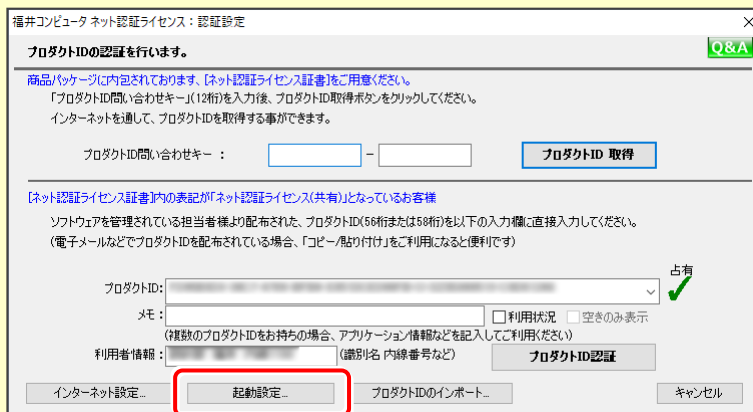 福井コンピュータ ネット認証ライセンス：認証設定
プロダクトIDの認証を行います。
Q&A
商品パッケージに内包されております、[ネット認証ライセンス証書]をご用意ください。
「プロダクトID問い合わせキー」(12桁)を入力後、プロダクトID取得ボタンをクリックしてください。
インターネットを通して、プロダクトIDを取得する事ができます。
プロダクトID問い合わせキー ： － プロダクトID 取得
[ネット認証ライセンス証書]内の表記が「ネット認証ライセンス(共有)」となっているお客様
ソフトウェアを管理されている担当者様より配布された、プロダクトID(56桁または58桁)を以下の入力欄に直接入力してください。
(電子メールなどでプロダクトIDを配布されている場合、「コピー/貼り付け」をご利用になると便利です)
占有
プロダクトID:
メモ： 利用状況 空きのみ表示
(複数のプロダクトIDをお持ちの場合、アプリケーション情報などを記入してご利用ください)
利用者情報： (識別名 内線番号など) プロダクトID認証
インターネット設定... 起動設定... プロダクトIDのインポート... キャンセル